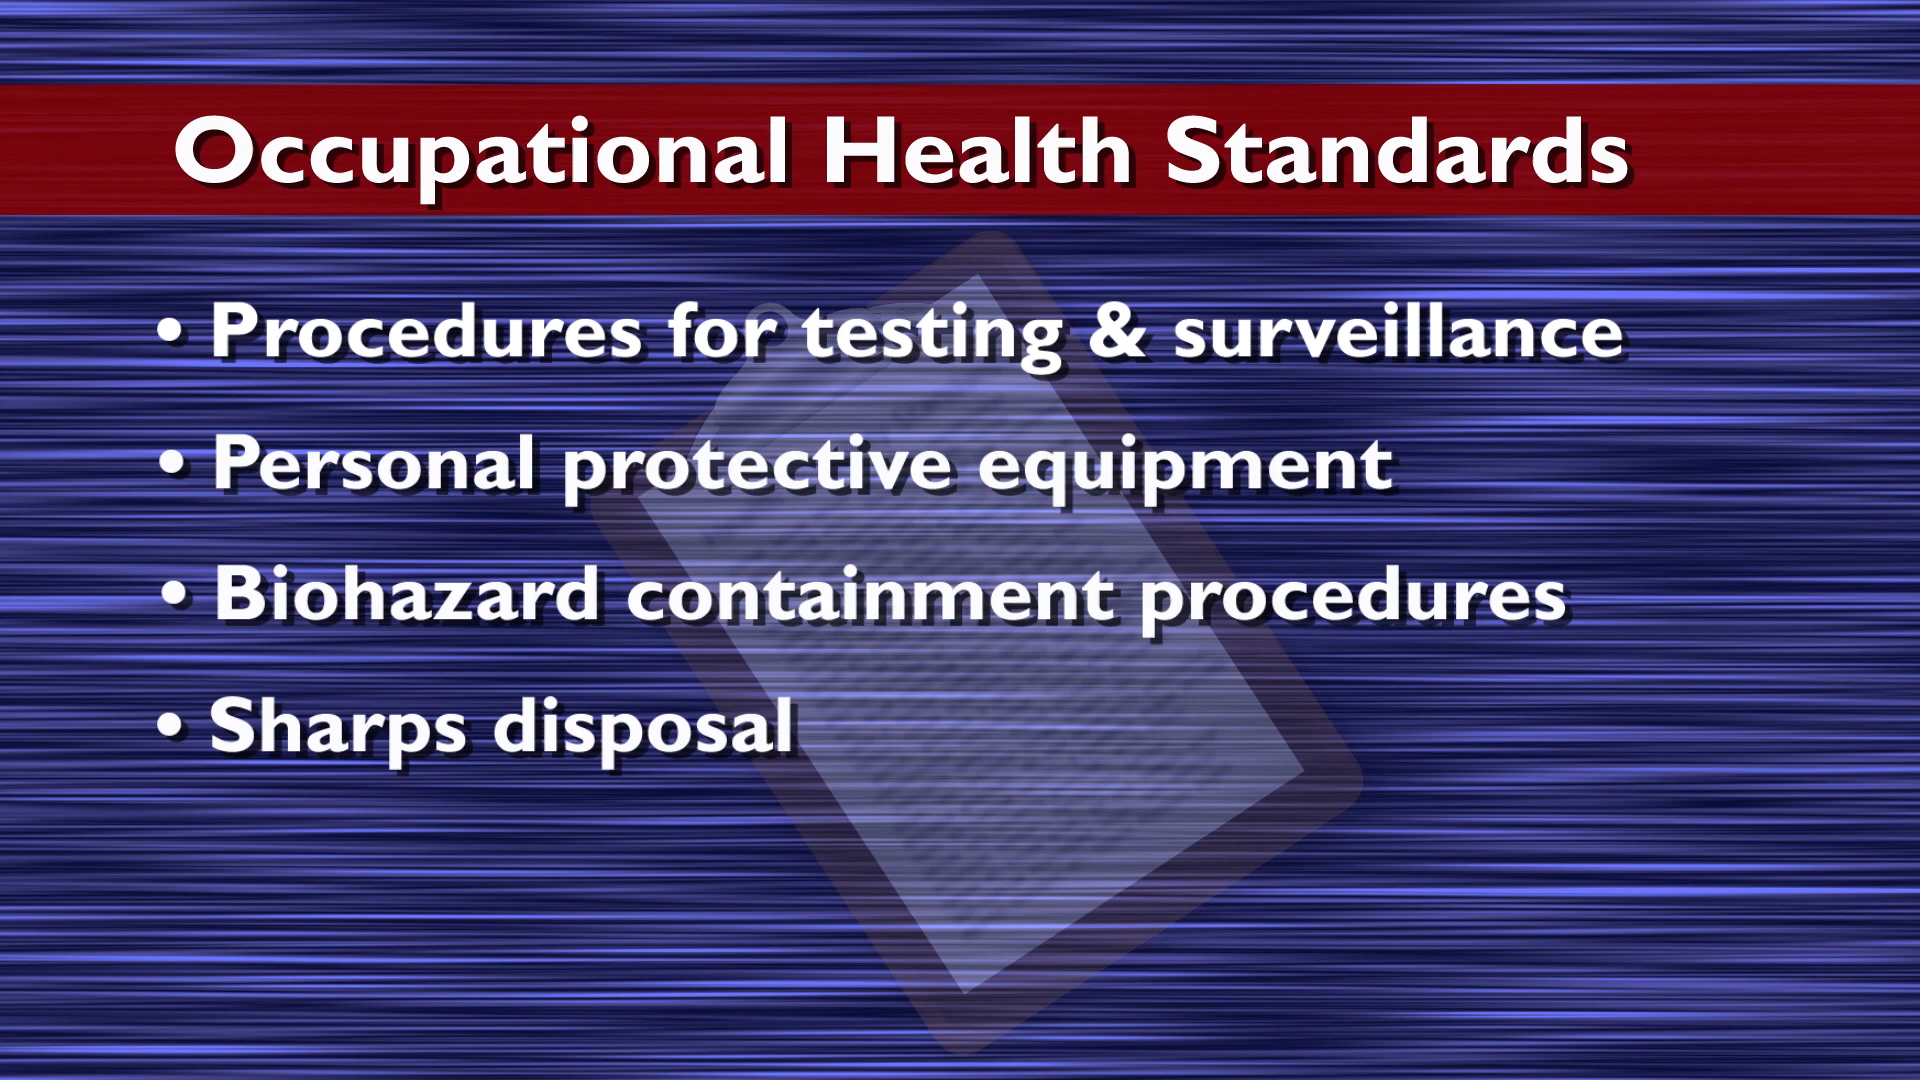 Occupational Health Standards
• Procedures for testing & surveillance
• Personal protective equipment
• Biohazard containment procedures
• Sharps disposal